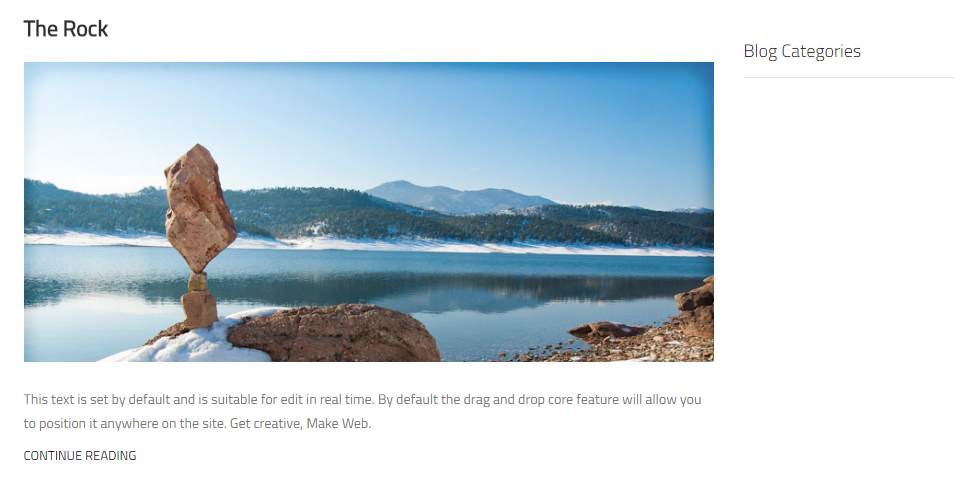 The Rock
Blog Categories
This text is set by default and is suitable for edit in real time. By default the drag and drop core feature will allow you
to position it anywhere on the site. Get creative, Make Web.
CONTINUE READING